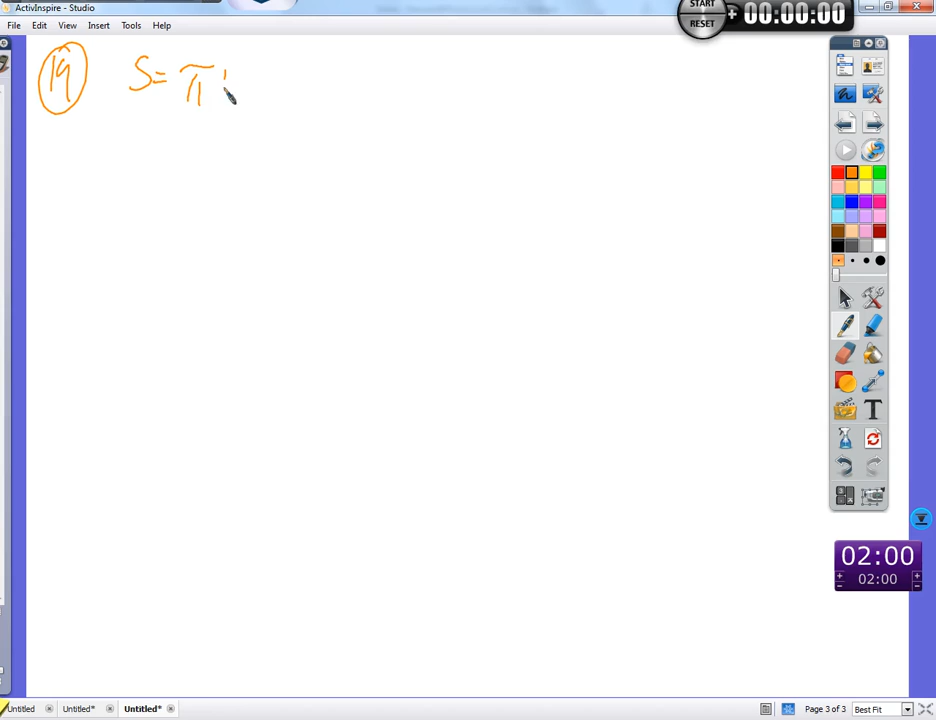 ActivInspire - Studio
START
RESET
00:00:00
File Edit View Insert Tools Help
19 S= π
02:00
02:00
Untitled Untitled* Untitled* Page 3 of 3 Best Fit